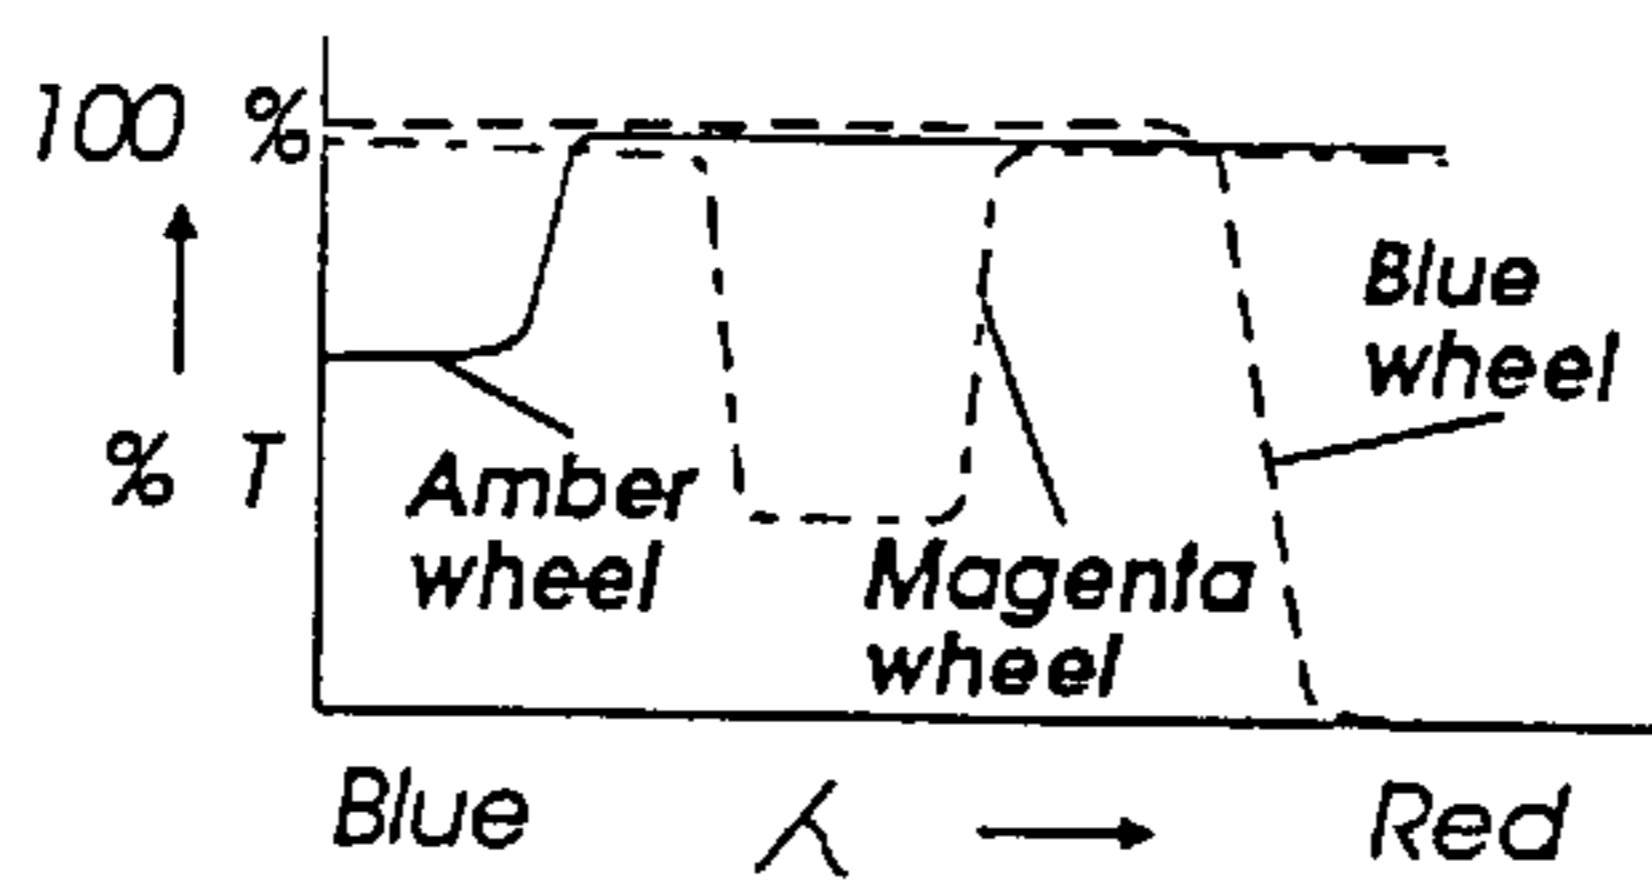 100 %
% T
Amber
wheel
Magenta
wheel
Blue
wheel
Blue λ Red